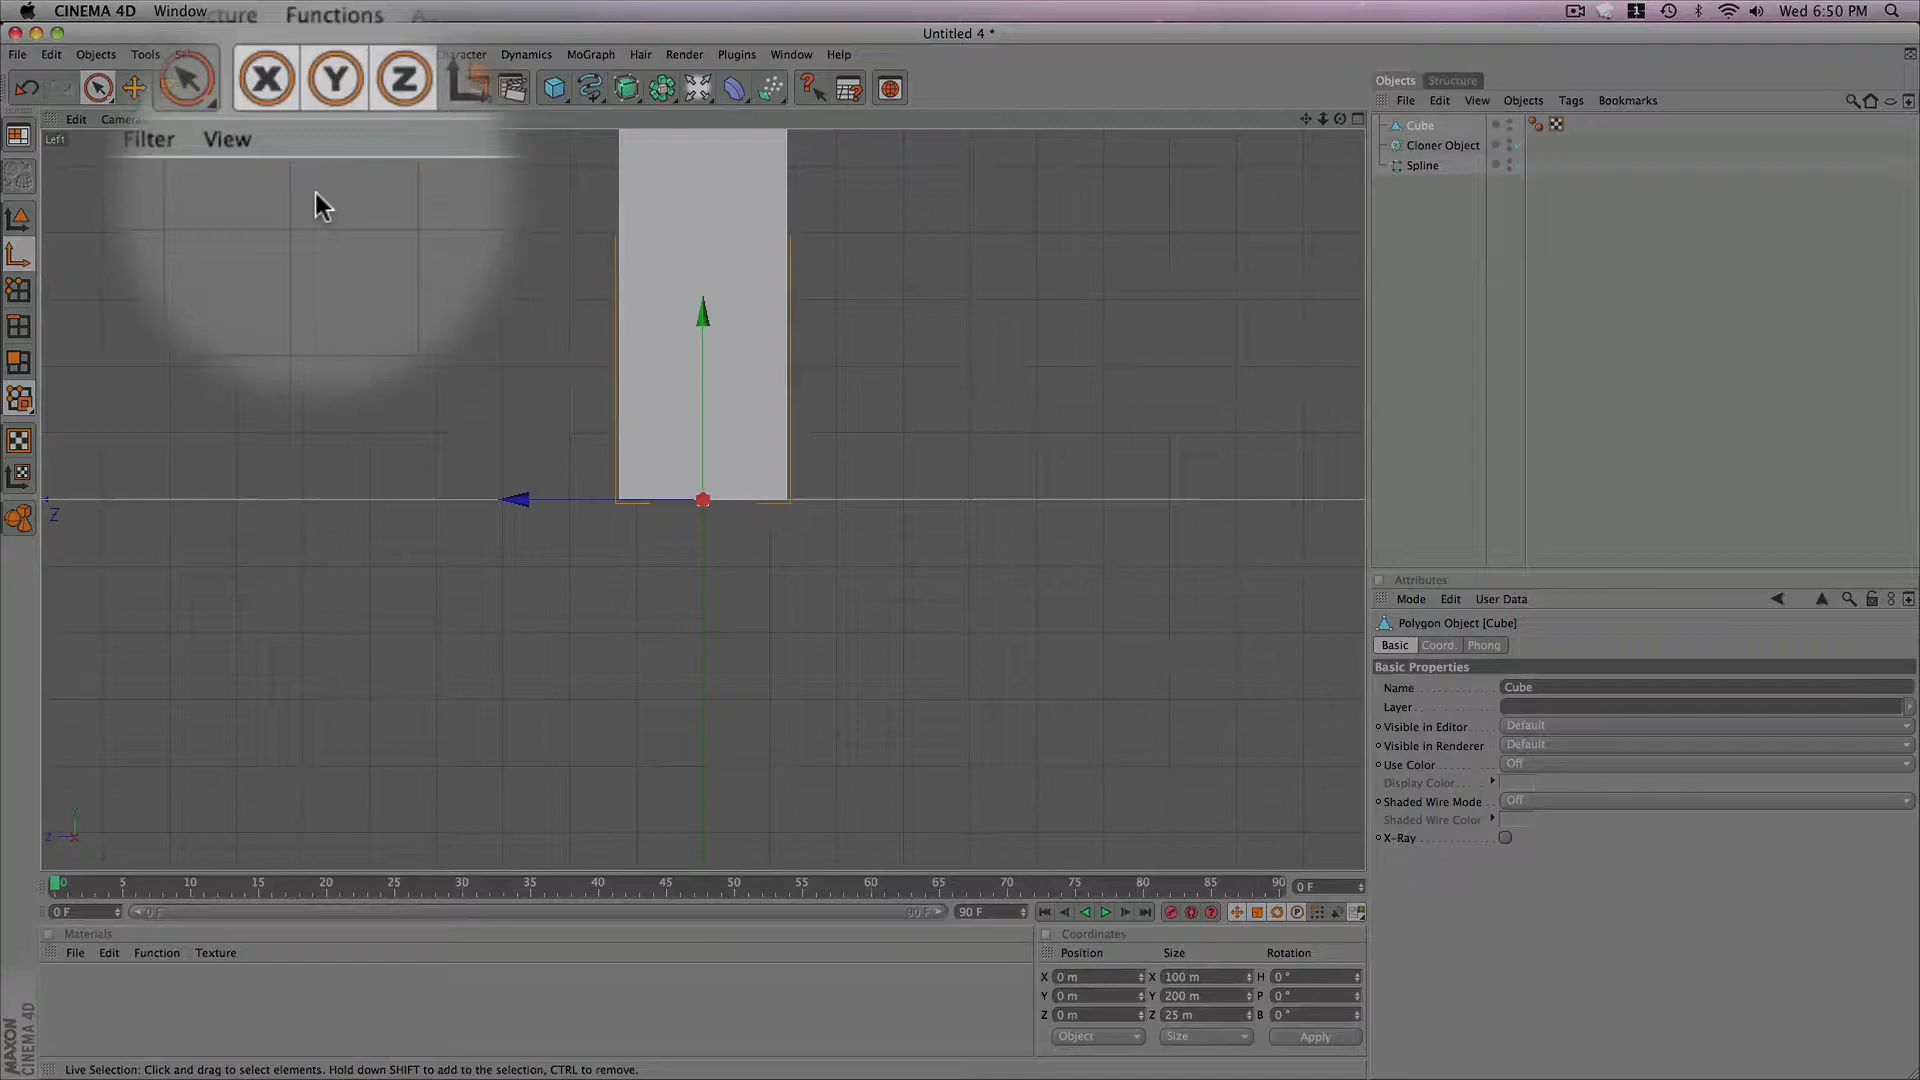 CINEMA 4D Window
Wed 6:50 PM
Functions
Untitled 4 *
File Edit Objects Tools
Dynamics MoGraph Hair Render Plugins Window Help
X Y Z
Edit
Filter View
Left
Z
Y
Z
Objects Structure
File Edit View Objects Tags Bookmarks
Cube
Cloner Object
Spline
Attributes
Mode Edit User Data
Polygon Object [Cube]
Basic Coord. Phong
Basic Properties
Name Cube
Layer
Visible in Editor Default
Visible in Renderer Default
Use Color Off
Display Color
Shaded Wire Mode Off
Shaded Wire Color
X-Ray
0 5 10 15 20 25 30 35 40 45 50 55 60 65 70 75 80 85 90 0 F
0 F 0 F 90 F 90 F
Materials
File Edit Function Texture
Coordinates
Position Size Rotation
X 0 m X 100 m H 0 °
Y 0 m Y 200 m P 0 °
Z 0 m Z 25 m B 0 °
Object Size Apply
MAXON
CINEMA 4D
Live Selection: Click and drag to select elements. Hold down SHIFT to add to the selection, CTRL to remove.